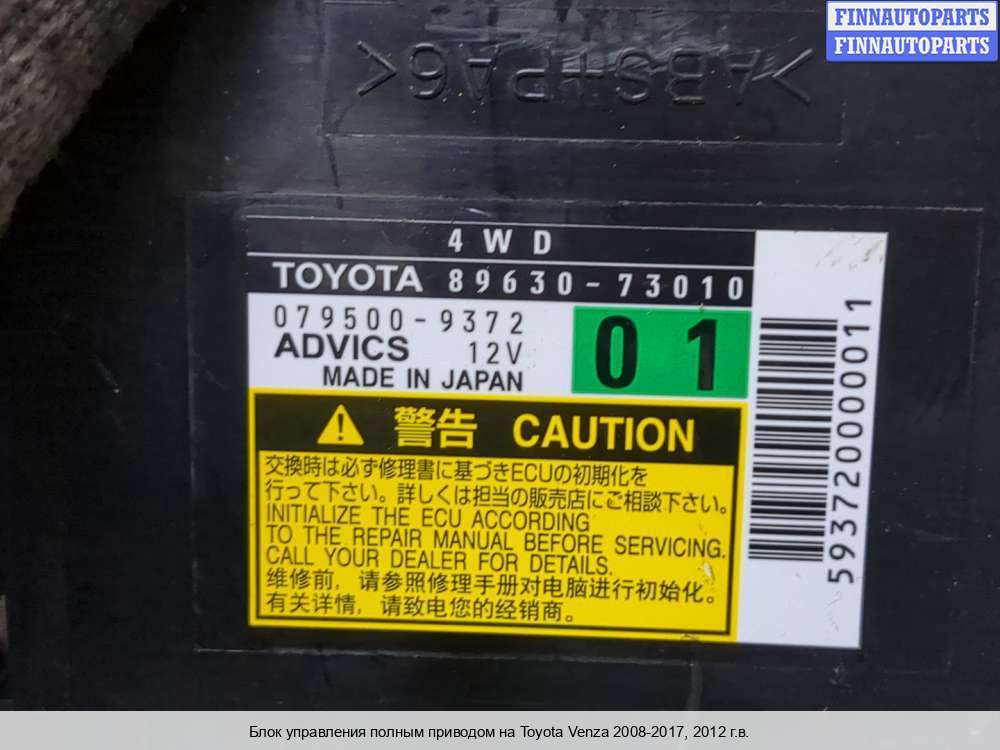 FINNAUTOPARTS
FINNAUTOPARTS
>ABS+PA6<
4WD
TOYOTA 89630-73010
079500-9372
ADVICS 12V
MADE IN JAPAN
01
警告 CAUTION
交換時は必ず修理書に基づきECUの初期化を
行って下さい。詳しくは担当の販売店にご相談下さい。
INITIALIZE THE ECU ACCORDING
TO THE REPAIR MANUAL BEFORE SERVICING.
CALL YOUR DEALER FOR DETAILS.
维修前，请参照修理手册对电脑进行初始化。
有关详情，请致电您的经销商。
59372000 0011
Блок управления полным приводом на Toyota Venza 2008-2017, 2012 г.в.